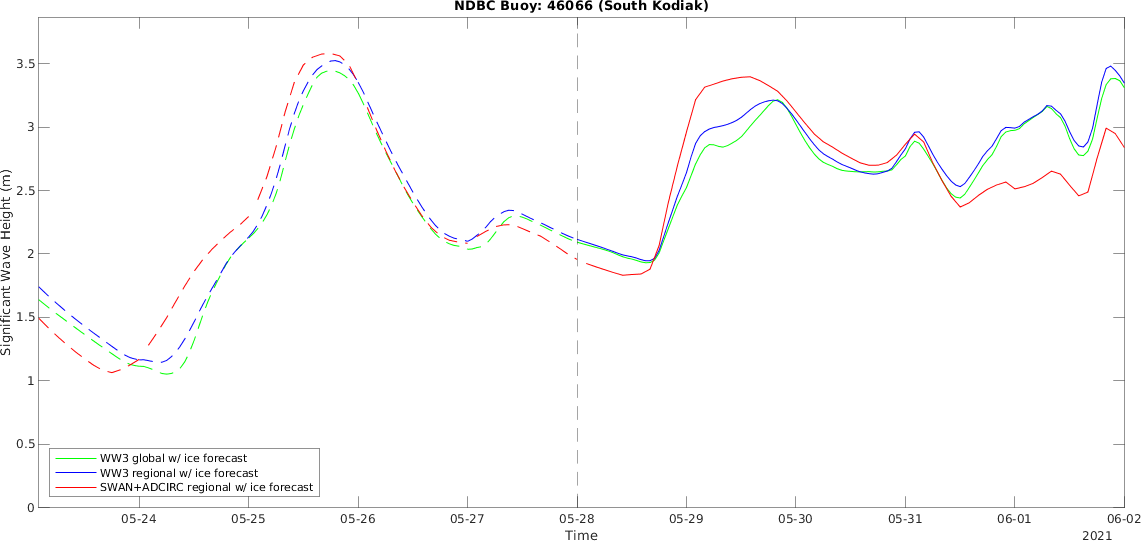 NDBC Buoy: 46066 (South Kodiak)
Significant Wave Height (m)
3.5
3
2.5
2
1.5
1
0.5
0
WW3 global w/ ice forecast
WW3 regional w/ ice forecast
SWAN+ADCIRC regional w/ ice forecast
05-24 05-25 05-26 05-27 05-28 05-29 05-30 05-31 06-01 06-02
Time
2021